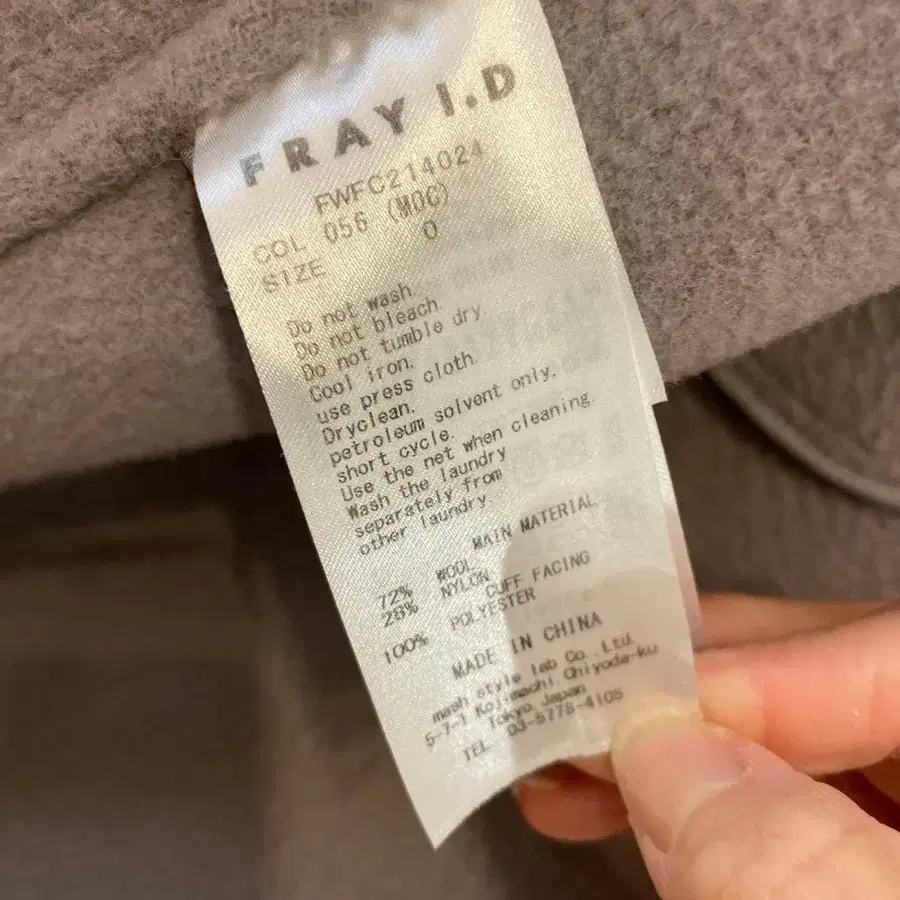 FRAY I.D
FWFC214024
COL 056 (MOC)
SIZE 0
Do not wash.
Do not bleach.
Do not tumble dry.
Cool iron.
use press cloth.
Dryclean.
petroleum solvent only,
short cycle.
Use the net when cleaning.
Wash the laundry
separately from
other laundry.
MAIN MATERIAL
72% WOOL
28% NYLON
CUFF FACING
100% POLYESTER
MADE IN CHINA
mash style lab Co.,Ltd.
5-7-1 Kojimachi Chiyoda-ku
Tokyo Japan
TEL 03-5778-4108